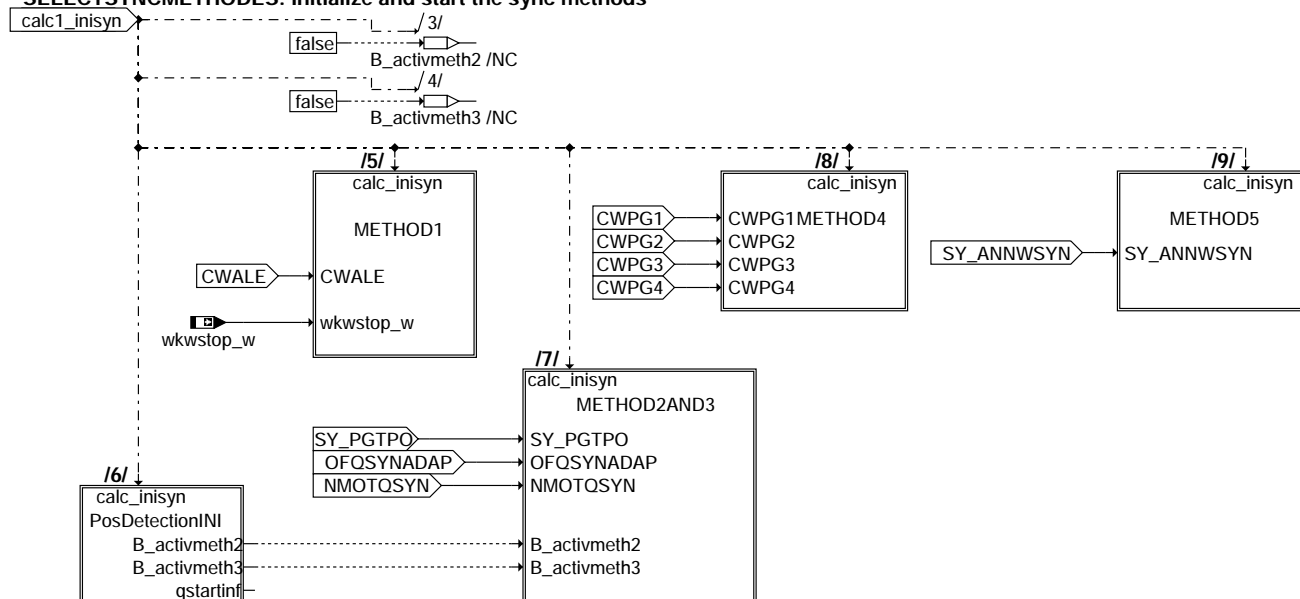 SELECTSYNCMETHODES: Initialize and start the sync methods
calc1_inisyn
/3/
false
B_activmeth2 /NC
/4/
false
B_activmeth3 /NC
/5/
calc_inisyn
METHOD1
CWALE
CWALE
wkwstop_w
wkwstop_w
/8/
calc_inisyn
METHOD4
CWPG1
CWPG1
CWPG2
CWPG2
CWPG3
CWPG3
CWPG4
CWPG4
/9/
calc_inisyn
METHOD5
SY_ANNWSYN
SY_ANNWSYN
/7/
calc_inisyn
METHOD2AND3
SY_PGTPO
SY_PGTPO
OFQSYNADAP
OFQSYNADAP
NMOTQSYN
NMOTQSYN
B_activmeth2
B_activmeth3
/6/
calc_inisyn
PosDetectionINI
B_activmeth2
B_activmeth3
qstartinf